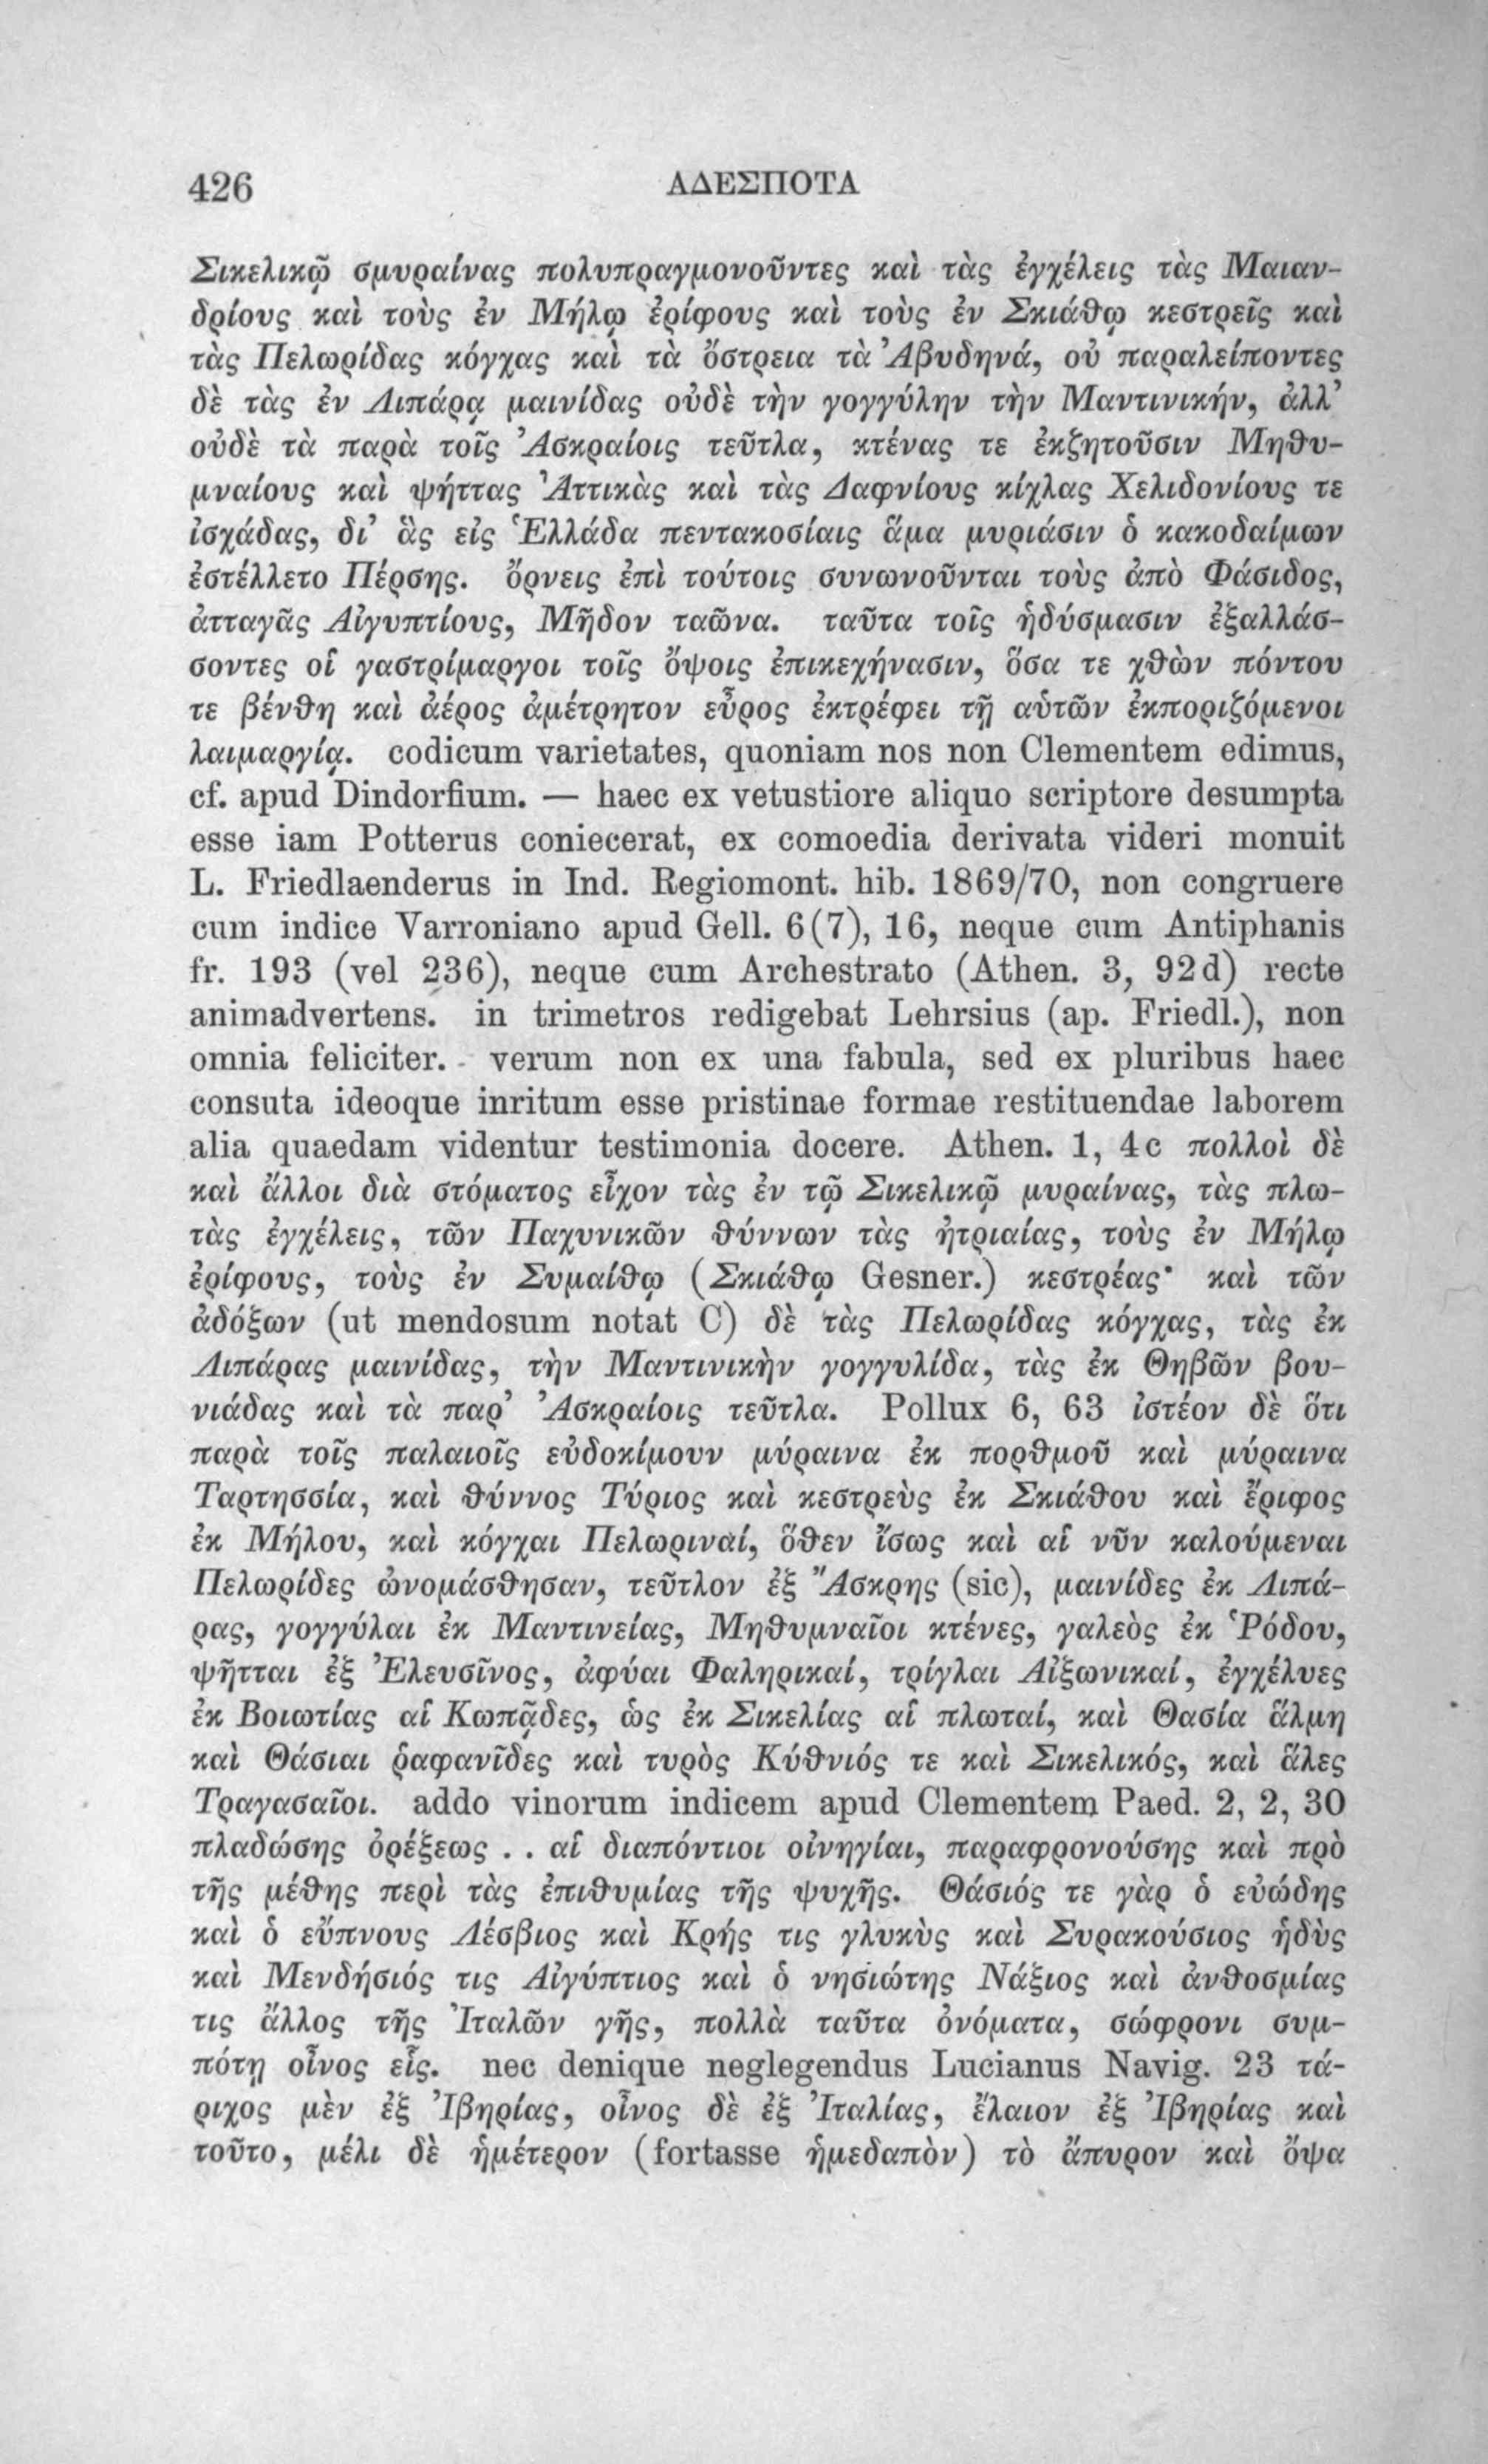 426 ΑΔΕΣΠΟΤΑ
Σικελικῷ σμυραίνας πολυπραγμονοῦντες καὶ τὰς ἐγχέλεις τὰς Μαιαν-
δρίους καὶ τοὺς ἐν Μήλῳ ἐρίφους καὶ τοὺς ἐν Σκιάθῳ κεστρεῖς καὶ
τὰς Πελωρίδας κόγχας καὶ τὰ ὄστρεια τὰ Ἀβυδηνά, οὐ παραλείποντες
δὲ τὰς ἐν Λιπάρᾳ μαινίδας οὐδὲ τὴν γογγύλην τὴν Μαντινικήν, ἀλλ’
οὐδὲ τὰ παρὰ τοῖς Ἀσκραίοις τεῦτλα, κτένας τε ἐκζητοῦσιν Μηθυ-
μναίους καὶ ψήττας Ἀττικὰς καὶ τὰς Δαφνίους κίχλας Χελιδονίους τε
ἰσχάδας, δι’ ἃς εἰς Ἑλλάδα πεντακοσίαις ἅμα μυριάσιν ὁ κακοδαίμων
ἐστέλλετο Πέρσης. ὄρνεις ἐπὶ τούτοις συνωνοῦνται τοὺς ἀπὸ Φάσιδος,
ἀτταγᾶς Αἰγυπτίους, Μῆδον ταῶνα. ταῦτα τοῖς ἡδύσμασιν ἐξαλλάσ-
σοντες οἱ γαστρίμαργοι τοῖς ὄψοις ἐπικεχήνασιν, ὅσα τε χθὼν πόντου
τε βένθη καὶ ἀέρος ἀμέτρητον εὖρος ἐκτρέφει τῇ αὑτῶν ἐκποριζόμενοι
λαιμαργίᾳ. codicum varietates, quoniam nos non Clementem edimus,
cf. apud Dindorfium. — haec ex vetustiore aliquo scriptore desumpta
esse iam Potterus coniecerat, ex comoedia derivata videri monuit
L. Friedlaenderus in Ind. Regiomont. hib. 1869/70, non congruere
cum indice Varroniano apud Gell. 6(7), 16, neque cum Antiphanis
fr. 193 (vel 236), neque cum Archestrato (Athen. 3, 92d) recte
animadvertens. in trimetros redigebat Lehrsius (ap. Friedl.), non
omnia feliciter. verum non ex una fabula, sed ex pluribus haec
consuta ideoque inritum esse pristinae formae restituendae laborem
alia quaedam videntur testimonia docere. Athen. 1, 4c πολλοὶ δὲ
καὶ ἄλλοι διὰ στόματος εἶχον τὰς ἐν τῷ Σικελικῷ μυραίνας, τὰς πλω-
τὰς ἐγχέλεις, τῶν Παχυνικῶν θύννων τὰς ἠτριαίας, τοὺς ἐν Μήλῳ
ἐρίφους, τοὺς ἐν Συμαίθῳ (Σκιάθῳ Gesner.) κεστρέας· καὶ τῶν
ἀδόξων (ut mendosum notat C) δὲ τὰς Πελωρίδας κόγχας, τὰς ἐκ
Λιπάρας μαινίδας, τὴν Μαντινικὴν γογγυλίδα, τὰς ἐκ Θηβῶν βου-
νιάδας καὶ τὰ παρ’ Ἀσκραίοις τεῦτλα. Pollux 6, 63 ἰστέον δὲ ὅτι
παρὰ τοῖς παλαιοῖς εὐδοκίμουν μύραινα ἐκ πορθμοῦ καὶ μύραινα
Ταρτησσία, καὶ θύννος Τύριος καὶ κεστρεὺς ἐκ Σκιάθου καὶ ἔριφος
ἐκ Μήλου, καὶ κόγχαι Πελωριναί, ὅθεν ἴσως καὶ αἱ νῦν καλούμεναι
Πελωρίδες ὠνομάσθησαν, τεῦτλον ἐξ Ἄσκρης (sic), μαινίδες ἐκ Λιπά-
ρας, γογγύλαι ἐκ Μαντινείας, Μηθυμναῖοι κτένες, γαλεὸς ἐκ Ῥόδου,
ψῆτται ἐξ Ἐλευσῖνος, ἀφύαι Φαληρικαί, τρίγλαι Αἰξωνικαί, ἐγχέλυες
ἐκ Βοιωτίας αἱ Κωπᾷδες, ὡς ἐκ Σικελίας αἱ πλωταί, καὶ Θασία ἅλμη
καὶ Θάσιαι ῥαφανῖδες καὶ τυρὸς Κύθνιός τε καὶ Σικελικός, καὶ ἅλες
Τραγασαῖοι. addo vinorum indicem apud Clementem Paed. 2, 2, 30
πλαδώσης ὀρέξεως . . αἱ διαπόντιοι οἰνηγίαι, παραφρονούσης καὶ πρὸ
τῆς μέθης περὶ τὰς ἐπιθυμίας τῆς ψυχῆς. Θάσιός τε γὰρ ὁ εὐώδης
καὶ ὁ εὔπνους Λέσβιος καὶ Κρής τις γλυκὺς καὶ Συρακούσιος ἡδὺς
καὶ Μενδήσιός τις Αἰγύπτιος καὶ ὁ νησιώτης Νάξιος καὶ ἀνθοσμίας
τις ἄλλος τῆς Ἰταλῶν γῆς, πολλὰ ταῦτα ὀνόματα, σώφρονι συμ-
πότῃ οἶνος εἷς. nec denique neglegendus Lucianus Navig. 23 τά-
ριχος μὲν ἐξ Ἰβηρίας, οἶνος δὲ ἐξ Ἰταλίας, ἔλαιον ἐξ Ἰβηρίας καὶ
τοῦτο, μέλι δὲ ἡμέτερον (fortasse ἡμεδαπὸν) τὸ ἄπυρον καὶ ὄψα